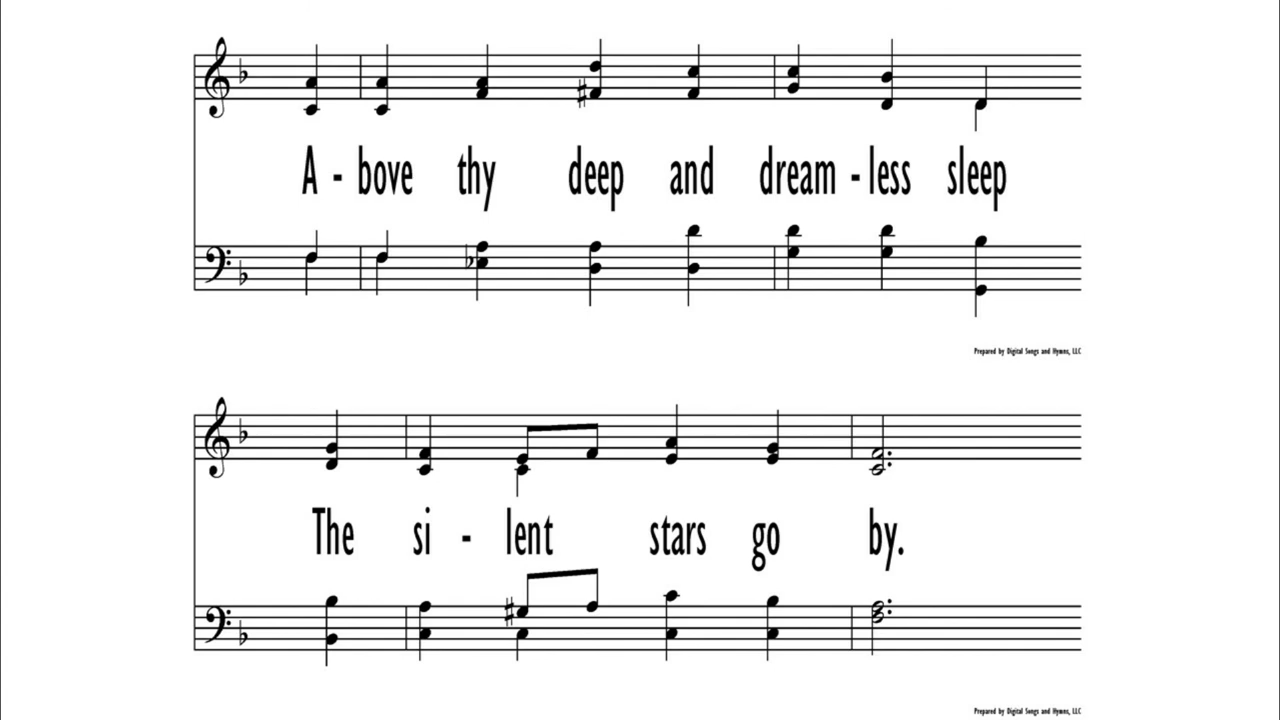 A - bove thy deep and dream - less sleep
Prepared by Digital Songs and Hymns, LLC
The si - lent stars go by.
Prepared by Digital Songs and Hymns, LLC